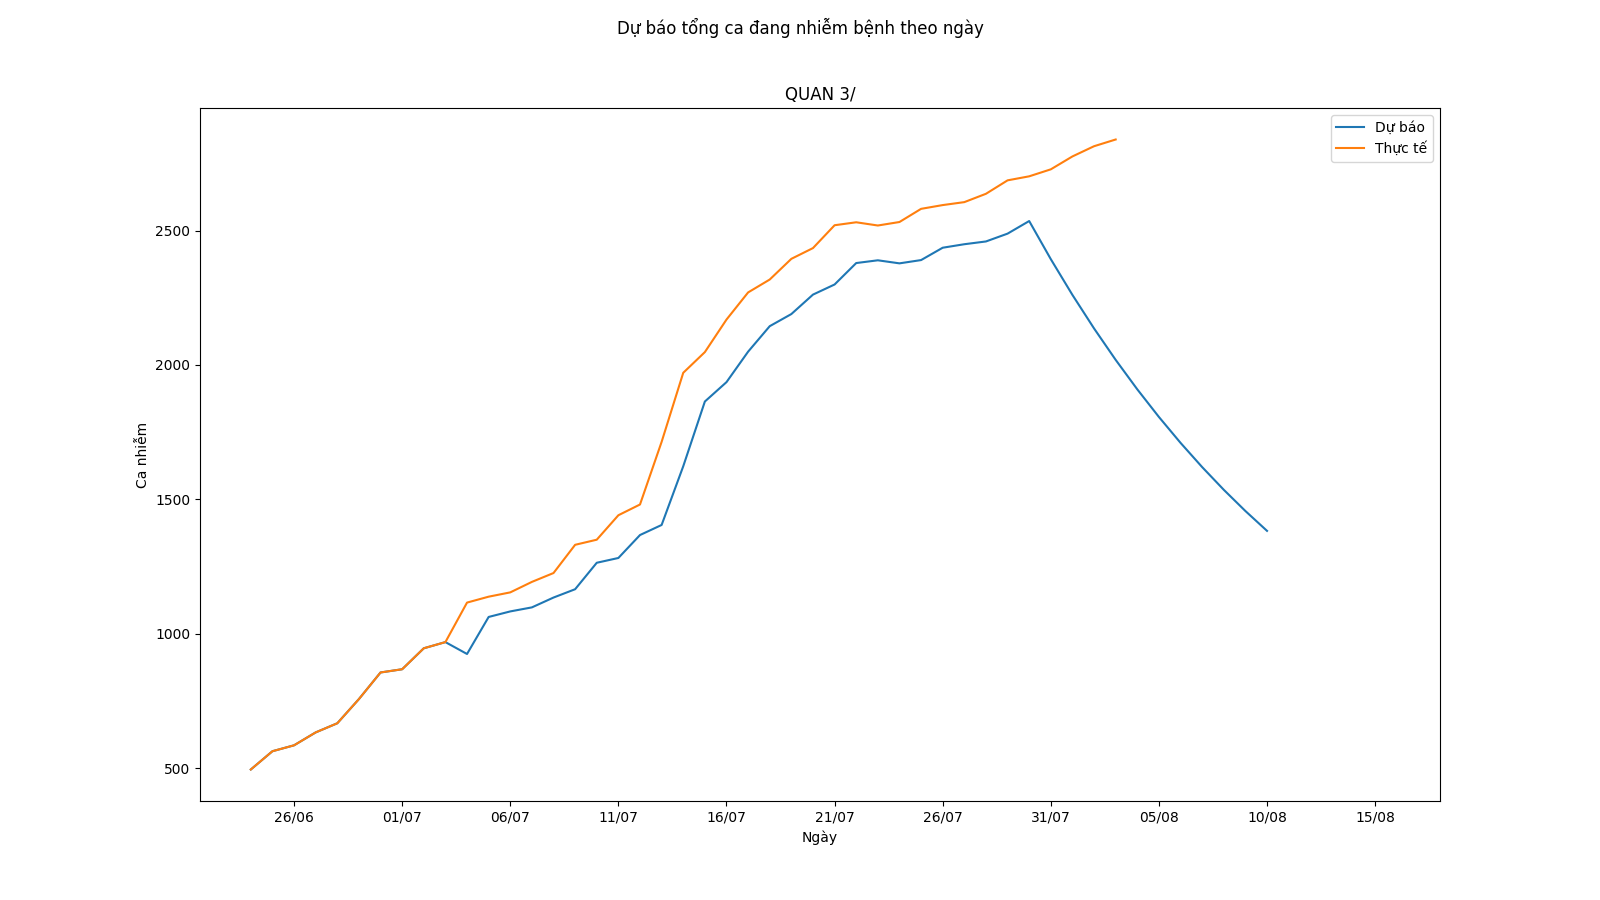 Dự báo tổng ca đang nhiễm bệnh theo ngày
QUAN 3/
Dự báo
Thực tế
Ca nhiễm
2500
2000
1500
1000
500
26/06
01/07
06/07
11/07
16/07
21/07
26/07
31/07
05/08
10/08
15/08
Ngày